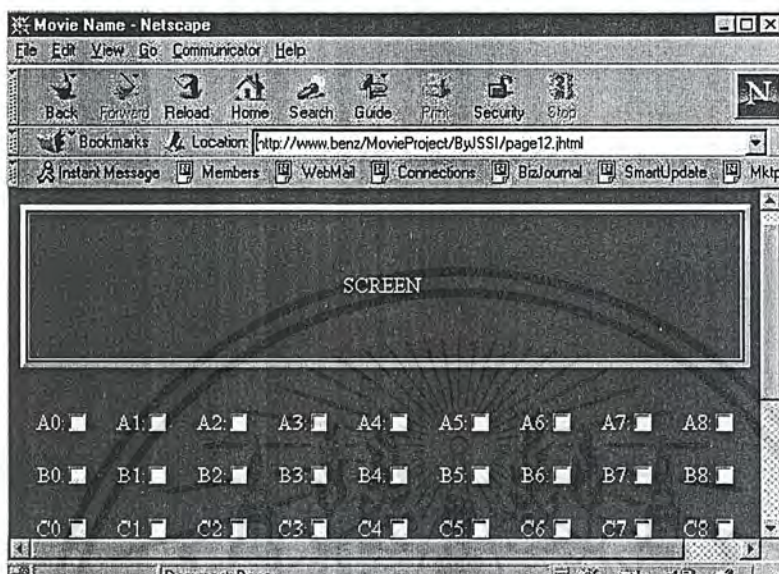 Movie Name - Netscape
File Edit View Go Communicator Help
Back Forward Reload Home Search Guide Print Security Stop
N
Bookmarks Location: http://www.benz/MovieProject/ByJSSI/page12.jhtml
Instant Message Members WebMail Connections BizJournal SmartUpdate Mktp
SCREEN
A0: A1: A2: A3: A4: A5: A6: A7: A8:
B0: B1: B2: B3: B4: B5: B6: B7: B8:
C0: C1: C2: C3: C4: C5: C6: C7: C8: